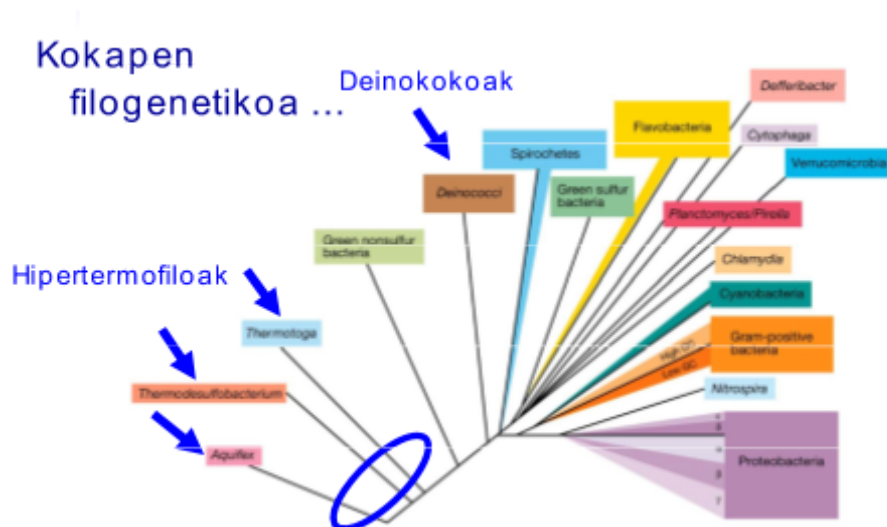 Kokapen
filogenetikoa ...
Deinokokoak
Hipertermofiloak
Defferibacter
Flavobacteria
Cytophaga
Spirochetes
Verrucomicrobia
Deinococci
Green sulfur
bacteria
Planctomyces/Pirella
Green nonsulfur
bacteria
Chlamydia
Cyanobacteria
Thermotoga
High GC
Gram-positive
bacteria
Low GC
Thermodesulfobacterium
Nitrospira
Aquifex
Proteobacteria